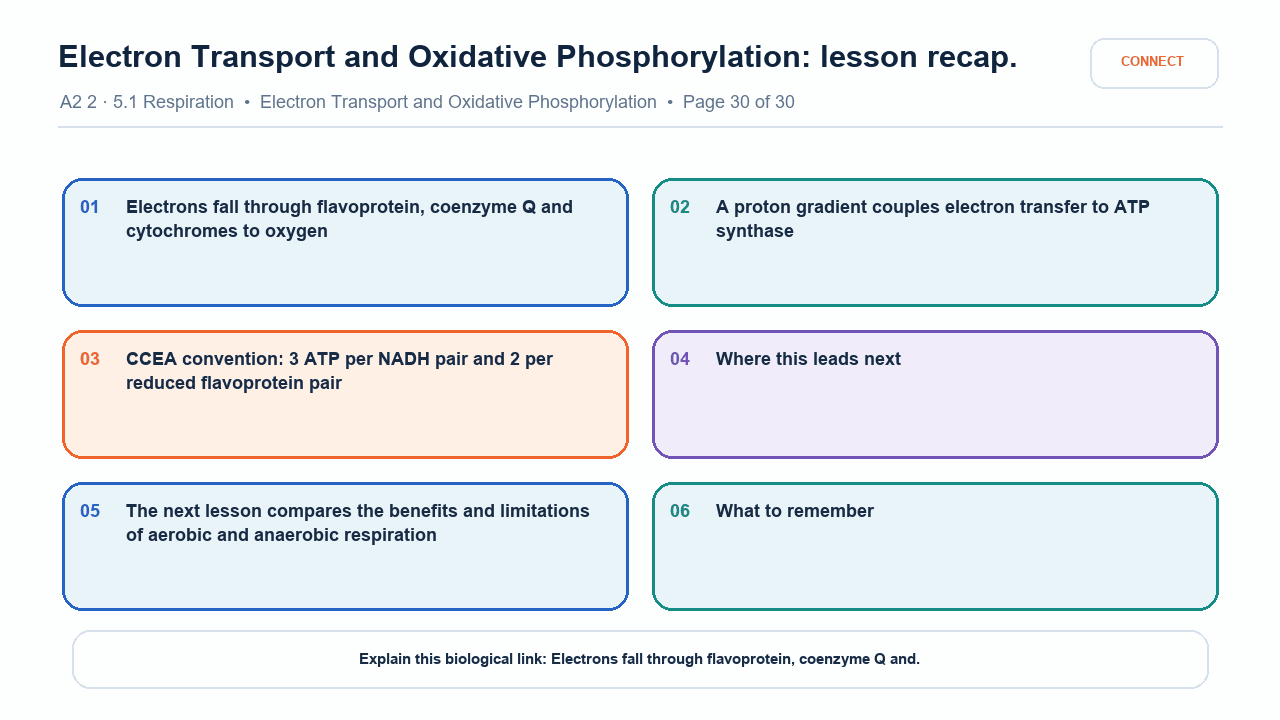 Electron Transport and Oxidative Phosphorylation: lesson recap.
CONNECT
A2 2 · 5.1 Respiration • Electron Transport and Oxidative Phosphorylation • Page 30 of 30
01 Electrons fall through flavoprotein, coenzyme Q and
cytochromes to oxygen
02 A proton gradient couples electron transfer to ATP
synthase
03 CCEA convention: 3 ATP per NADH pair and 2 per
reduced flavoprotein pair
04 Where this leads next
05 The next lesson compares the benefits and limitations
of aerobic and anaerobic respiration
06 What to remember
Explain this biological link: Electrons fall through flavoprotein, coenzyme Q and.